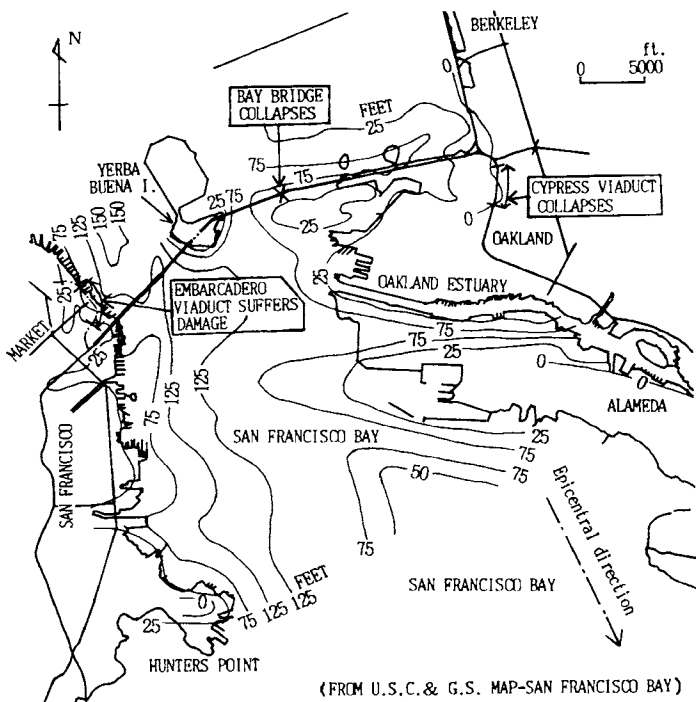 N
BERKELEY
ft.
0 5000
0
BAY BRIDGE
COLLAPSES
FEET
25
75
75
YERBA
BUENA I.
25
75
25
0
CYPRESS VIADUCT
COLLAPSES
OAKLAND
75
125
150
150
25
25
OAKLAND ESTUARY
EMBARCADERO
VIADUCT SUFFERS
DAMAGE
MARKET
25
75
125
125
75
25
0
0
ALAMEDA
SAN FRANCISCO BAY
25
75
75
50
75
SAN FRANCISCO
Epicentral direction
FEET
0
25
75
125
125
SAN FRANCISCO BAY
HUNTERS POINT
(FROM U.S.C.& G.S. MAP-SAN FRANCISCO BAY)